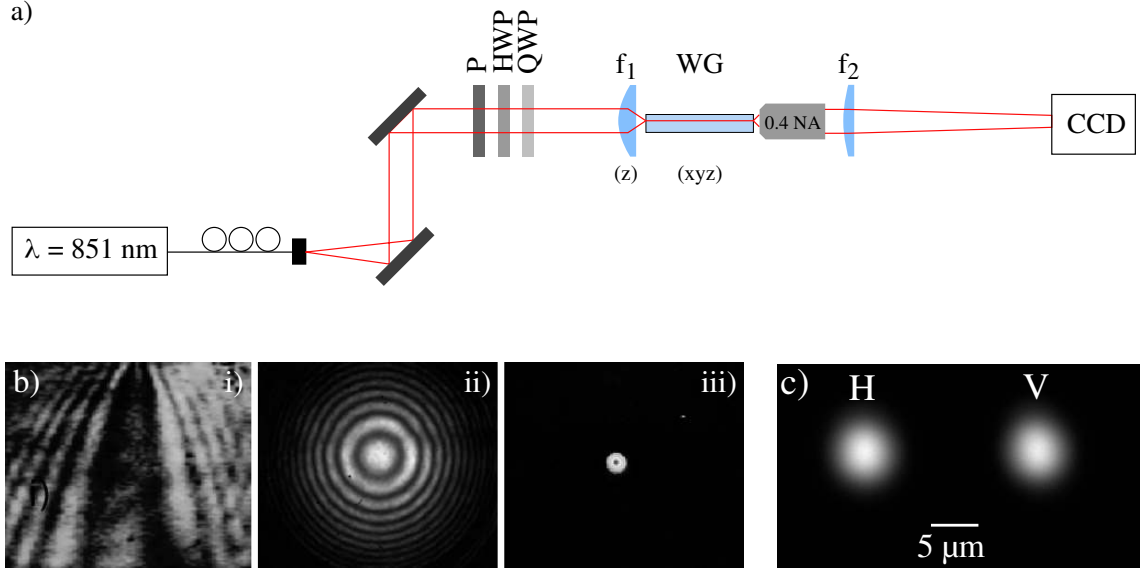 a)
P
HWP
QWP
f1
WG
f2
0.4 NA
CCD
(z)
(xyz)
λ = 851 nm
b)
i)
ii)
iii)
c)
H
V
5 μm